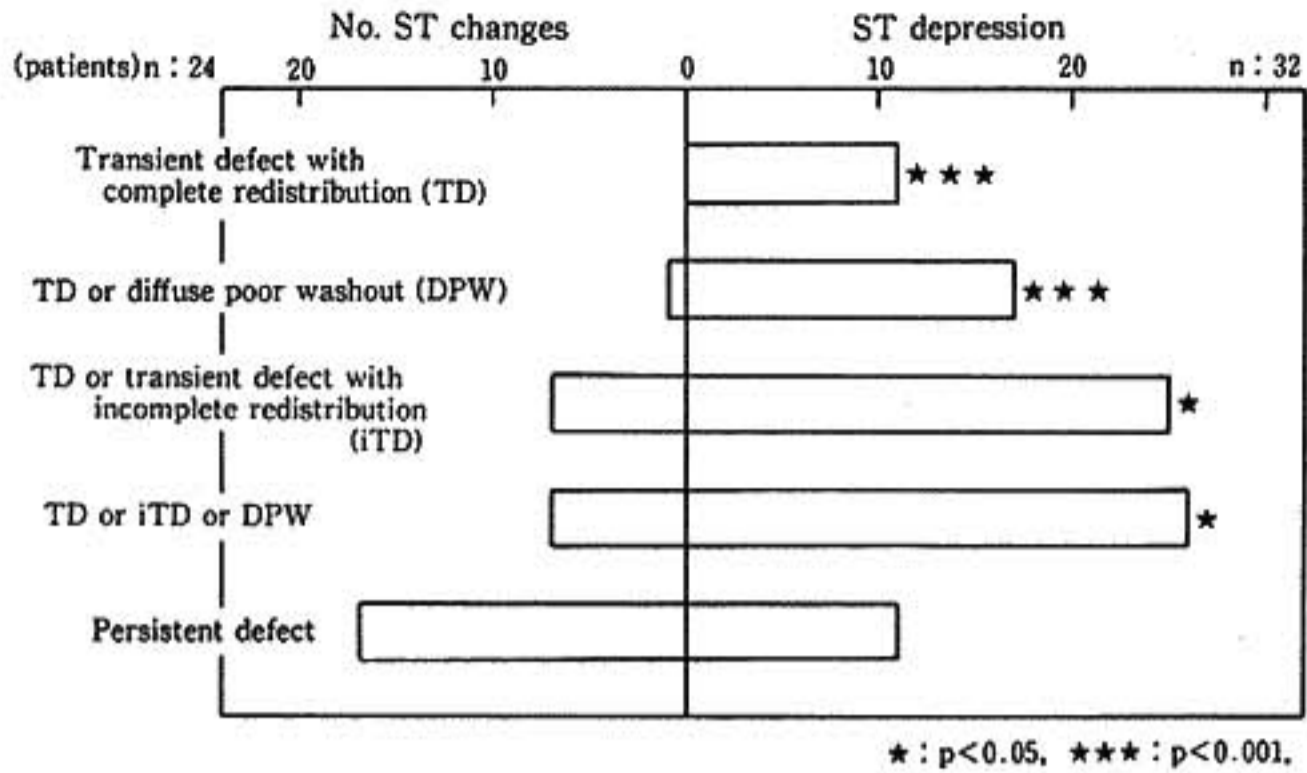 No. ST changes ST depression
(patients) n : 24 20 10 0 10 20 n : 32
Transient defect with
complete redistribution (TD)
★ ★ ★
TD or diffuse poor washout (DPW)
★ ★ ★
TD or transient defect with
incomplete redistribution
(iTD)
★
TD or iTD or DPW
★
Persistent defect
★ : p<0.05, ★★★ : p<0.001.